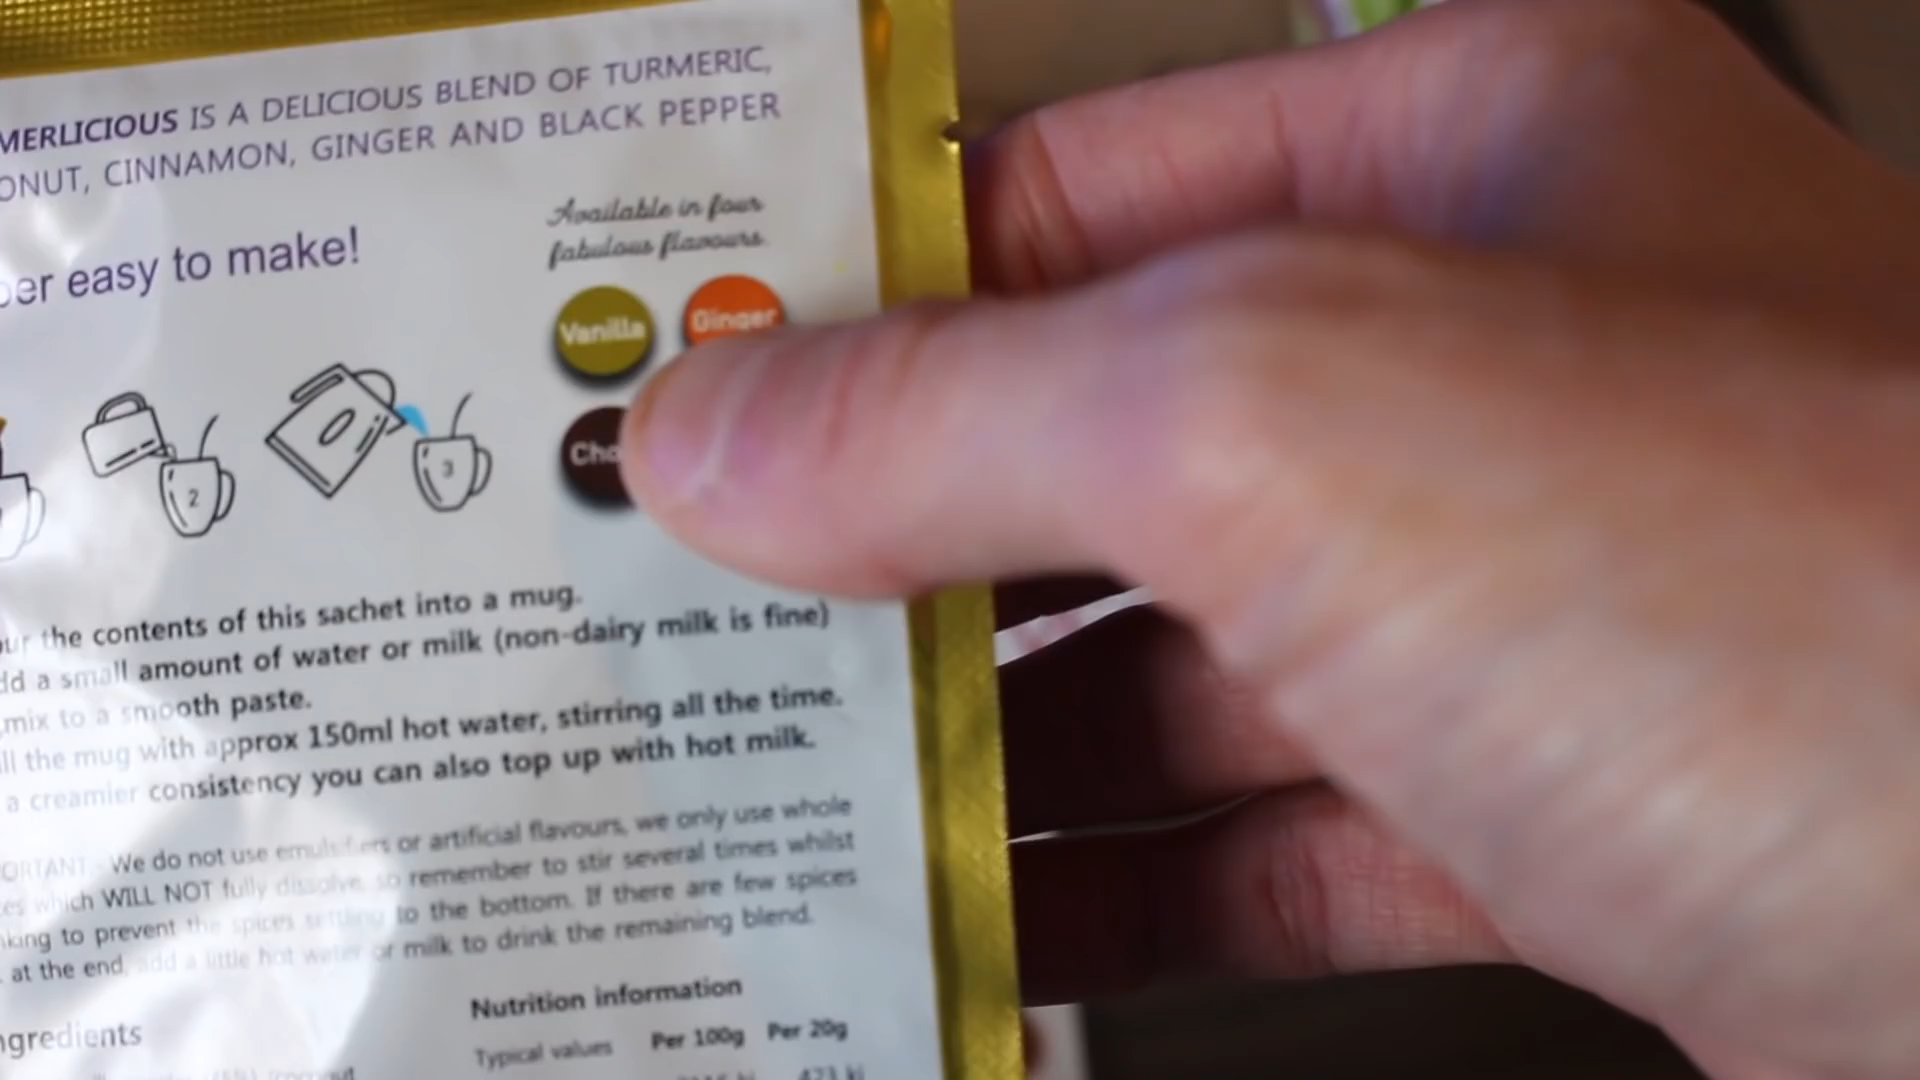 MERLICIOUS IS A DELICIOUS BLEND OF TURMERIC,
ONUT, CINNAMON, GINGER AND BLACK PEPPER
Available in four
fabulous flavours.
er easy to make!
Vanilla Ginger
Cho
2
3
ur the contents of this sachet into a mug.
dd a small amount of water or milk (non-dairy milk is fine)
mix to a smooth paste.
ll the mug with approx 150ml hot water, stirring all the time.
a creamier consistency you can also top up with hot milk.
ORTANT - We do not use emulsifiers or artificial flavours, we only use whole
es which WILL NOT fully dissolve, so remember to stir several times whilst
king to prevent the spices settling to the bottom. If there are few spices
at the end, add a little hot water or milk to drink the remaining blend.
Nutrition information
ngredients
Typical values Per 100g Per 20g